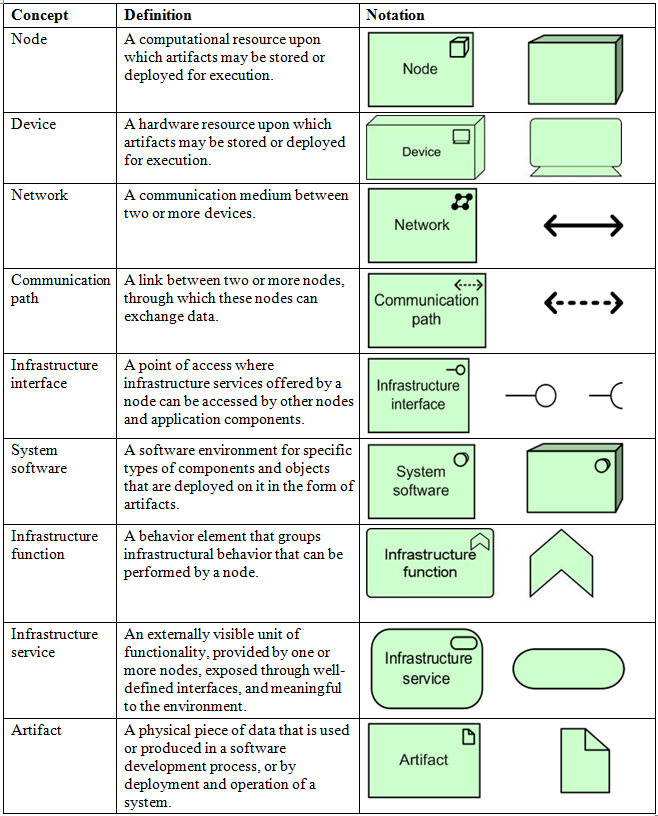 Concept Definition Notation
Node
A computational resource upon
which artifacts may be stored or
deployed for execution.
Node
Device
A hardware resource upon which
artifacts may be stored or deployed
for execution.
Device
Network
A communication medium between
two or more devices.
Network
Communication
path
A link between two or more nodes,
through which these nodes can
exchange data.
Communication
path
Infrastructure
interface
A point of access where
infrastructure services offered by a
node can be accessed by other nodes
and application components.
Infrastructure
interface
System
software
A software environment for specific
types of components and objects
that are deployed on it in the form of
artifacts.
System
software
Infrastructure
function
A behavior element that groups
infrastructural behavior that can be
performed by a node.
Infrastructure
function
Infrastructure
service
An externally visible unit of
functionality, provided by one or
more nodes, exposed through well-
defined interfaces, and meaningful
to the environment.
Infrastructure
service
Artifact
A physical piece of data that is used
or produced in a software
development process, or by
deployment and operation of a
system.
Artifact